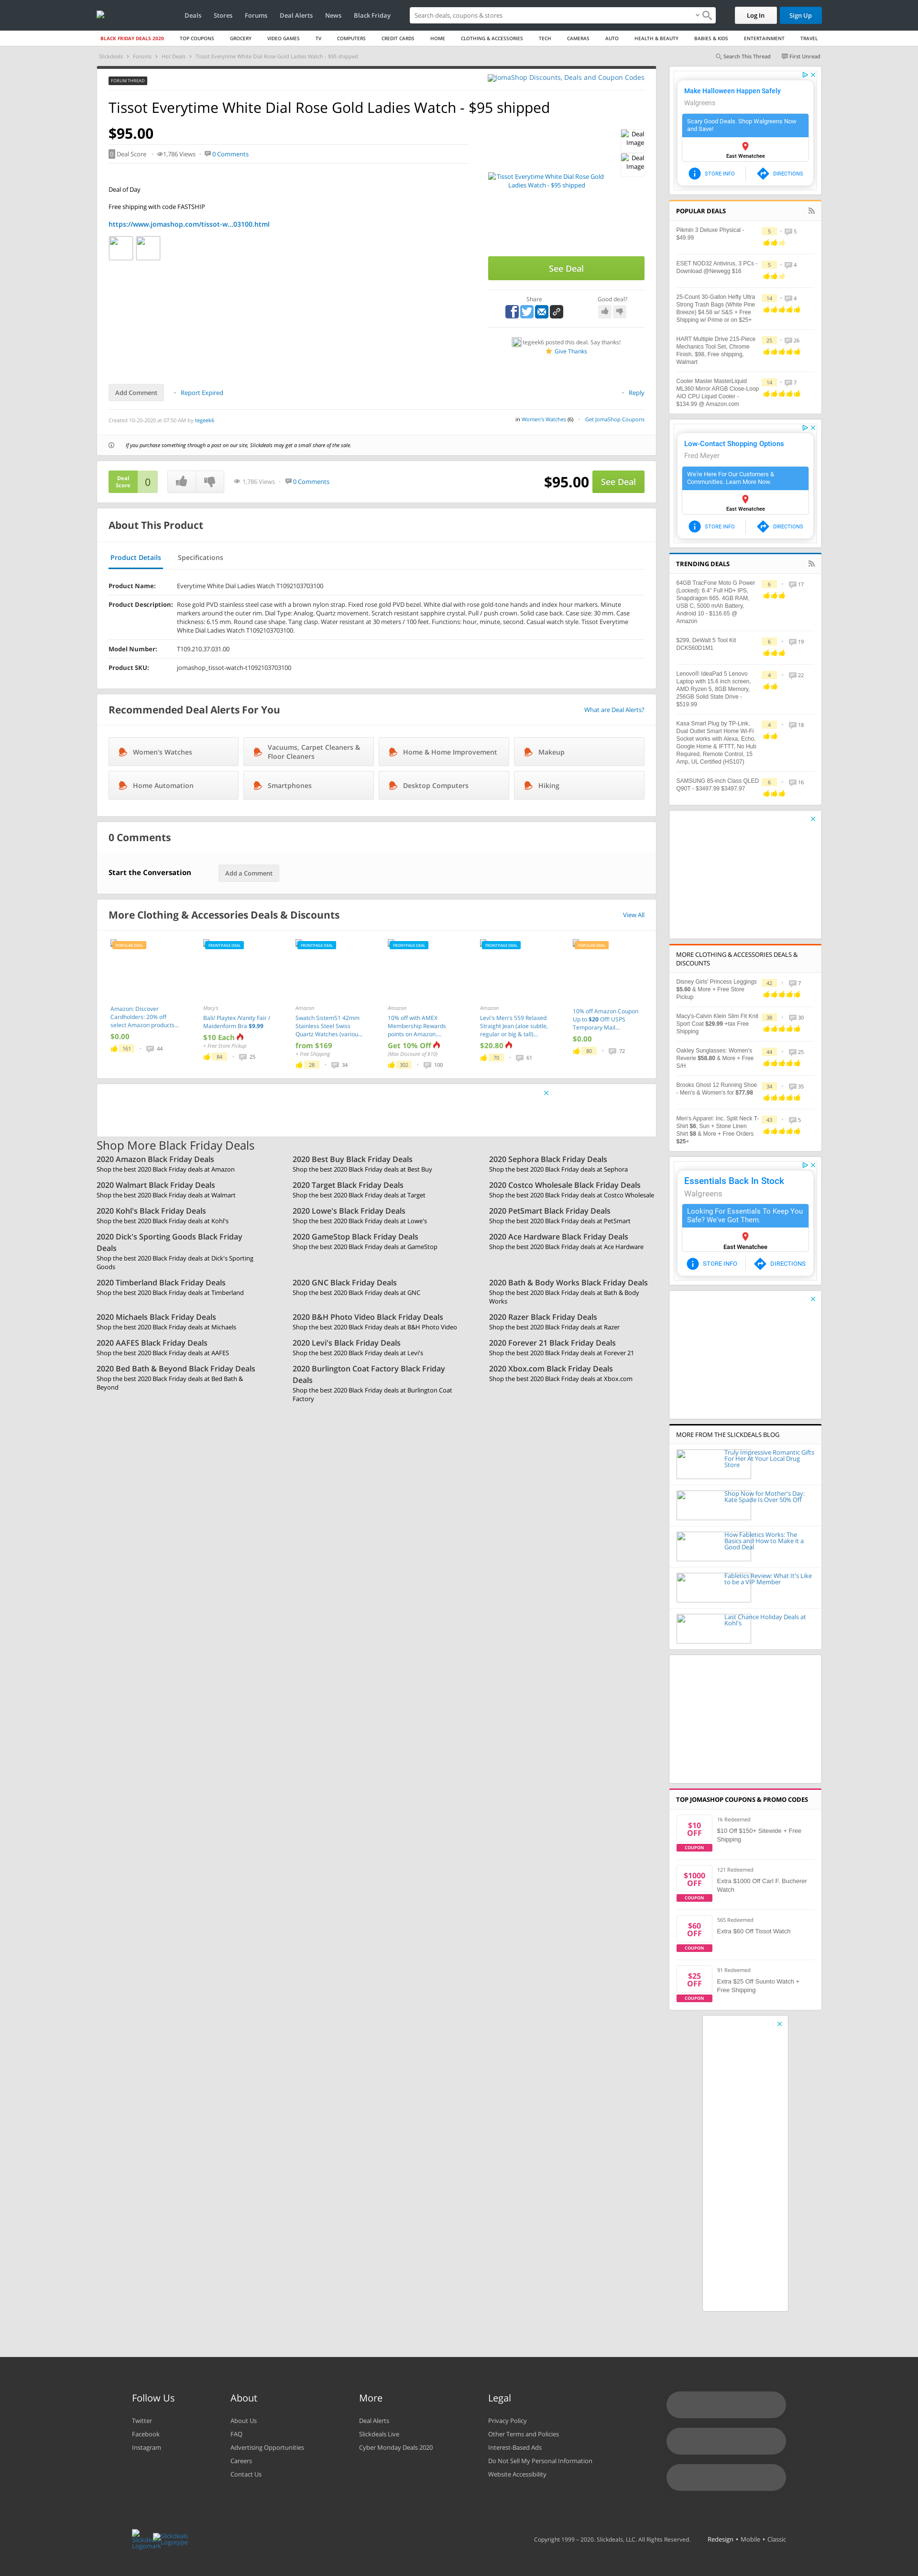 Deals Stores Forums Deal Alerts News Black Friday
Search deals, coupons & stores
Log In
Sign Up
BLACK FRIDAY DEALS 2020 TOP COUPONS GROCERY VIDEO GAMES TV COMPUTERS CREDIT CARDS HOME CLOTHING & ACCESSORIES TECH CAMERAS AUTO HEALTH & BEAUTY BABIES & KIDS ENTERTAINMENT TRAVEL
Slickdeals > Forums > Hot Deals > Tissot Everytime White Dial Rose Gold Ladies Watch - $95 shipped
Search This Thread
First Unread
FORUM THREAD
JomaShop Discounts, Deals and Coupon Codes
Tissot Everytime White Dial Rose Gold Ladies Watch - $95 shipped
$95.00
0 Deal Score
1,786 Views
0 Comments
Deal of Day
Free shipping with code FASTSHIP
https://www.jomashop.com/tissot-w...03100.html
Deal
Image
Deal
Image
Tissot Everytime White Dial Rose Gold
Ladies Watch - $95 shipped
See Deal
Share
Good deal?
tegeek6 posted this deal. Say thanks!
Give Thanks
Add Comment
Report Expired
Reply
Created 10-20-2020 at 07:50 AM by tegeek6
in Women's Watches (6)
Get JomaShop Coupons
If you purchase something through a post on our site, Slickdeals may get a small share of the sale.
Deal
Score
0
1,786 Views
0 Comments
$95.00
See Deal
About This Product
Product Details
Specifications
Product Name: Everytime White Dial Ladies Watch T1092103703100
Product Description: Rose gold PVD stainless steel case with a brown nylon strap. Fixed rose gold PVD bezel. White dial with rose gold-tone hands and index hour markers. Minute
markers around the outer rim. Dial Type: Analog. Quartz movement. Scratch resistant sapphire crystal. Pull / push crown. Solid case back. Case size: 30 mm. Case
thickness: 6.15 mm. Round case shape. Tang clasp. Water resistant at 30 meters / 100 feet. Functions: hour, minute, second. Casual watch style. Tissot Everytime
White Dial Ladies Watch T1092103703100.
Model Number: T109.210.37.031.00
Product SKU: jomashop_tissot-watch-t1092103703100
Recommended Deal Alerts For You
What are Deal Alerts?
Women's Watches
Vacuums, Carpet Cleaners &
Floor Cleaners
Home & Home Improvement
Makeup
Home Automation
Smartphones
Desktop Computers
Hiking
0 Comments
Start the Conversation
Add a Comment
More Clothing & Accessories Deals & Discounts
View All
POPULAR DEAL
Amazon: Discover
Cardholders: 20% off
select Amazon products...
$0.00
161 44
FRONTPAGE DEAL
Macy's
Bali/ Playtex /Vanity Fair /
Maidenform Bra $9.99
$10 Each
+ Free Store Pickup
84 25
FRONTPAGE DEAL
Amazon
Swatch Sistem51 42mm
Stainless Steel Swiss
Quartz Watches (variou...
from $169
+ Free Shipping
28 34
FRONTPAGE DEAL
Amazon
10% off with AMEX
Membership Rewards
points on Amazon....
Get 10% Off
(Max Discount of $10)
302 100
FRONTPAGE DEAL
Amazon
Levi's Men's 559 Relaxed
Straight Jean (aloe subtle,
regular or big & tall)...
$20.80
70 61
POPULAR DEAL
10% off Amazon Coupon
Up to $20 Off! USPS
Temporary Mail...
$0.00
80 72
Shop More Black Friday Deals
2020 Amazon Black Friday Deals
Shop the best 2020 Black Friday deals at Amazon
2020 Best Buy Black Friday Deals
Shop the best 2020 Black Friday deals at Best Buy
2020 Sephora Black Friday Deals
Shop the best 2020 Black Friday deals at Sephora
2020 Walmart Black Friday Deals
Shop the best 2020 Black Friday deals at Walmart
2020 Target Black Friday Deals
Shop the best 2020 Black Friday deals at Target
2020 Costco Wholesale Black Friday Deals
Shop the best 2020 Black Friday deals at Costco Wholesale
2020 Kohl's Black Friday Deals
Shop the best 2020 Black Friday deals at Kohl's
2020 Lowe's Black Friday Deals
Shop the best 2020 Black Friday deals at Lowe's
2020 PetSmart Black Friday Deals
Shop the best 2020 Black Friday deals at PetSmart
2020 Dick's Sporting Goods Black Friday
Deals
Shop the best 2020 Black Friday deals at Dick's Sporting
Goods
2020 GameStop Black Friday Deals
Shop the best 2020 Black Friday deals at GameStop
2020 Ace Hardware Black Friday Deals
Shop the best 2020 Black Friday deals at Ace Hardware
2020 Timberland Black Friday Deals
Shop the best 2020 Black Friday deals at Timberland
2020 GNC Black Friday Deals
Shop the best 2020 Black Friday deals at GNC
2020 Bath & Body Works Black Friday Deals
Shop the best 2020 Black Friday deals at Bath & Body
Works
2020 Michaels Black Friday Deals
Shop the best 2020 Black Friday deals at Michaels
2020 B&H Photo Video Black Friday Deals
Shop the best 2020 Black Friday deals at B&H Photo Video
2020 Razer Black Friday Deals
Shop the best 2020 Black Friday deals at Razer
2020 AAFES Black Friday Deals
Shop the best 2020 Black Friday deals at AAFES
2020 Levi's Black Friday Deals
Shop the best 2020 Black Friday deals at Levi's
2020 Forever 21 Black Friday Deals
Shop the best 2020 Black Friday deals at Forever 21
2020 Bed Bath & Beyond Black Friday Deals
Shop the best 2020 Black Friday deals at Bed Bath &
Beyond
2020 Burlington Coat Factory Black Friday
Deals
Shop the best 2020 Black Friday deals at Burlington Coat
Factory
2020 Xbox.com Black Friday Deals
Shop the best 2020 Black Friday deals at Xbox.com
Make Halloween Happen Safely
Walgreens
Scary Good Deals. Shop Walgreens Now
and Save!
East Wenatchee
STORE INFO
DIRECTIONS
POPULAR DEALS
Pikmin 3 Deluxe Physical -
$49.99
5 5
ESET NOD32 Antivirus, 3 PCs -
Download @Newegg $16
5 4
25-Count 30-Gallon Hefty Ultra
Strong Trash Bags (White Pine
Breeze) $4.58 w/ S&S + Free
Shipping w/ Prime or on $25+
14 4
HART Multiple Drive 215-Piece
Mechanics Tool Set, Chrome
Finish, $98, Free shipping,
Walmart
25 26
Cooler Master MasterLiquid
ML360 Mirror ARGB Close-Loop
AIO CPU Liquid Cooler -
$134.99 @ Amazon.com
14 7
Low-Contact Shopping Options
Fred Meyer
We're Here For Our Customers &
Communities. Learn More Now.
East Wenatchee
STORE INFO
DIRECTIONS
TRENDING DEALS
64GB TracFone Moto G Power
(Locked): 6.4" Full HD+ IPS,
Snapdragon 665. 4GB RAM,
USB C, 5000 mAh Battery,
Android 10 - $116.65 @
Amazon
6 17
$299, DeWalt 5 Tool Kit
DCK560D1M1
6 19
Lenovo® IdeaPad 5 Lenovo
Laptop with 15.6 inch screen,
AMD Ryzen 5, 8GB Memory,
256GB Solid State Drive -
$519.99
4 22
Kasa Smart Plug by TP-Link,
Dual Outlet Smart Home Wi-Fi
Socket works with Alexa, Echo,
Google Home & IFTTT, No Hub
Required, Remote Control, 15
Amp, UL Certified (HS107)
4 18
SAMSUNG 85-inch Class QLED
Q90T - $3497.99 $3497.97
6 16
MORE CLOTHING & ACCESSORIES DEALS &
DISCOUNTS
Disney Girls' Princess Leggings
$5.60 & More + Free Store
Pickup
42 7
Macy's-Calvin Klein Slim Fit Knit
Sport Coat $29.99 +tax Free
Shipping
38 30
Oakley Sunglasses: Women's
Reverie $58.80 & More + Free
S/H
44 25
Brooks Ghost 12 Running Shoe
- Men's & Women's for $77.98
34 35
Men's Apparel: Inc. Split Neck T-
Shirt $6, Sun + Stone Linen
Shirt $8 & More + Free Orders
$25+
43 5
Essentials Back In Stock
Walgreens
Looking For Essentials To Keep You
Safe? We've Got Them.
East Wenatchee
STORE INFO
DIRECTIONS
MORE FROM THE SLICKDEALS BLOG
Truly Impressive Romantic Gifts
For Her At Your Local Drug
Store
Shop Now for Mother's Day:
Kate Spade Is Over 50% Off
How Fabletics Works: The
Basics and How to Make it a
Good Deal
Fabletics Review: What It's Like
to be a VIP Member
Last Chance Holiday Deals at
Kohl's
TOP JOMASHOP COUPONS & PROMO CODES
$10
OFF
COUPON
1k Redeemed
$10 Off $150+ Sitewide + Free
Shipping
$1000
OFF
COUPON
121 Redeemed
Extra $1000 Off Carl F. Bucherer
Watch
$60
OFF
COUPON
565 Redeemed
Extra $60 Off Tissot Watch
$25
OFF
COUPON
91 Redeemed
Extra $25 Off Suunto Watch +
Free Shipping
Follow Us
Twitter
Facebook
Instagram
About
About Us
FAQ
Advertising Opportunities
Careers
Contact Us
More
Deal Alerts
Slickdeals Live
Cyber Monday Deals 2020
Legal
Privacy Policy
Other Terms and Policies
Interest-Based Ads
Do Not Sell My Personal Information
Website Accessibility
Slickdeals
Logomark
Slickdeals
Logotype
Copyright 1999 – 2020. Slickdeals, LLC. All Rights Reserved.
Redesign • Mobile • Classic